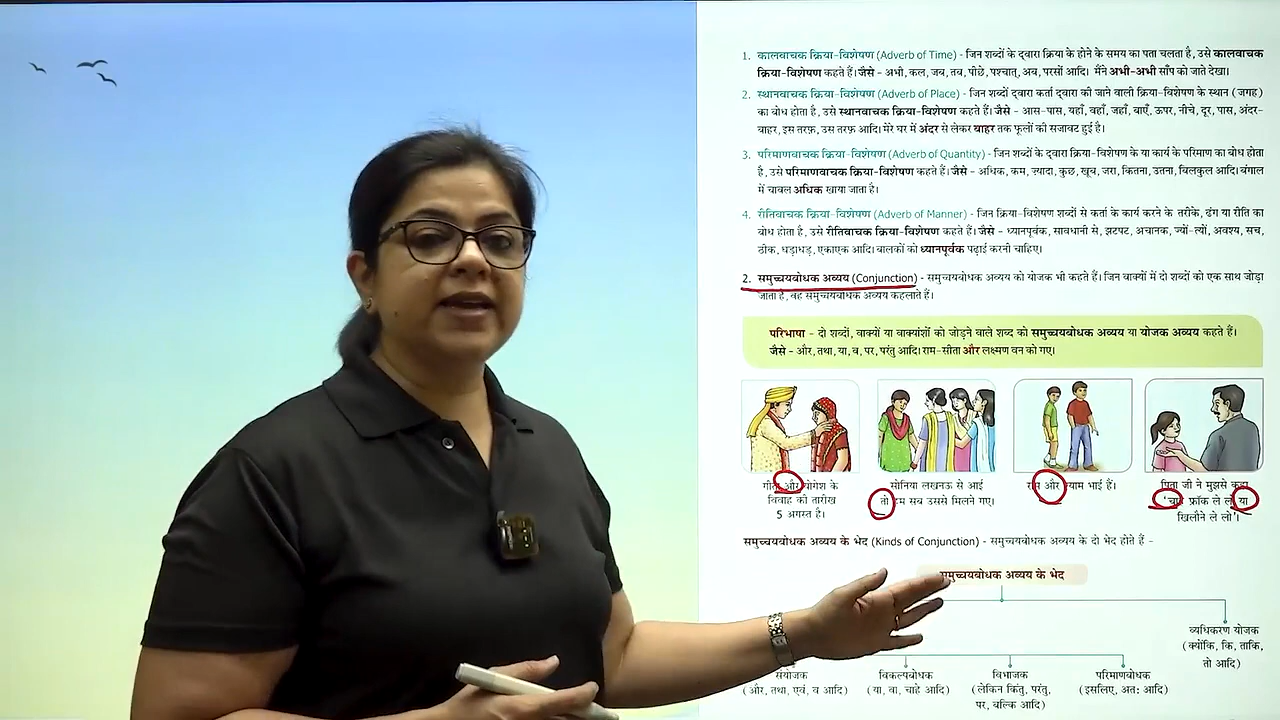 1. कालवाचक क्रिया-विशेषण (Adverb of Time) - जिन शब्दों के द्वारा क्रिया के होने के समय का पता चलता है, उसे कालवाचक
क्रिया-विशेषण कहते हैं। जैसे - अभी, कल, जब, तब, पीछे, पश्चात्, अब, परसों आदि। मैंने अभी-अभी साँप को जाते देखा।
2. स्थानवाचक क्रिया-विशेषण (Adverb of Place) - जिन शब्दों द्वारा कर्ता द्वारा की जाने वाली क्रिया-विशेषण के स्थान (जगह)
का बोध होता है, उसे स्थानवाचक क्रिया-विशेषण कहते हैं। जैसे - आस-पास, यहाँ, वहाँ, जहाँ, बाएँ, ऊपर, नीचे, दूर, पास, अंदर-
बाहर, इस तरफ़, उस तरफ़ आदि। मेरे घर में अंदर से लेकर बाहर तक फूलों की सजावट हुई है।
3. परिमाणवाचक क्रिया-विशेषण (Adverb of Quantity) - जिन शब्दों के द्वारा क्रिया-विशेषण के या कार्य के परिमाण का बोध होता
है, उसे परिमाणवाचक क्रिया-विशेषण कहते हैं। जैसे - अधिक, कम, ज़्यादा, कुछ, खूब, जरा, कितना, उतना, बिलकुल आदि। बंगाल
में चावल अधिक खाया जाता है।
4. रीतिवाचक क्रिया-विशेषण (Adverb of Manner) - जिन क्रिया-विशेषण शब्दों से कर्ता के कार्य करने के तरीके, ढंग या रीति का
बोध होता है, उसे रीतिवाचक क्रिया-विशेषण कहते हैं। जैसे - ध्यानपूर्वक, सावधानी से, झटपट, अचानक, ज्यों-त्यों, अवश्य, सच,
ठीक, धड़ाधड़, एकाएक आदि। बालकों को ध्यानपूर्वक पढ़ाई करनी चाहिए।
2. समुच्चयबोधक अव्यय (Conjunction) - समुच्यबोधक अव्यय को योजक भी कहते हैं। जिन वाक्यों में दो शब्दों को एक साथ जोड़ा
जाता है, वह समुच्यबोधक अव्यय कहलाते हैं।
परिभाषा - दो शब्दों, वाक्यों या वाक्यांशों को जोड़ने वाले शब्द को समुच्चयबोधक अव्यय या योजक अव्यय कहते हैं।
जैसे - और, तथा, या, व, पर, परंतु आदि। राम-सीता और लक्ष्मण वन को गए।
गीता और योगेश के
विवाह की तारीख
5 अगस्त है।
सोनिया लखनऊ से आई
तो हम सब उससे मिलने गए।
राम और श्याम भाई हैं।
पिता जी ने मुझसे कहा
'चाहे फ्रॉक ले लो या
खिलौने ले लो'।
समुच्चयबोधक अव्यय के भेद (Kinds of Conjunction) - समुच्यबोधक अव्यय के दो भेद होते हैं -
समुच्चयबोधक अव्यय के भेद
व्यधिकरण योजक
(क्योंकि, कि, ताकि,
तो आदि)
संयोजक
(और, तथा, एवं, व आदि)
विकल्पबोधक
(या, वा, चाहे आदि)
विभाजक
(लेकिन किंतु, परंतु,
पर, बल्कि आदि)
परिमाणबोधक
(इसलिए, अतः आदि)